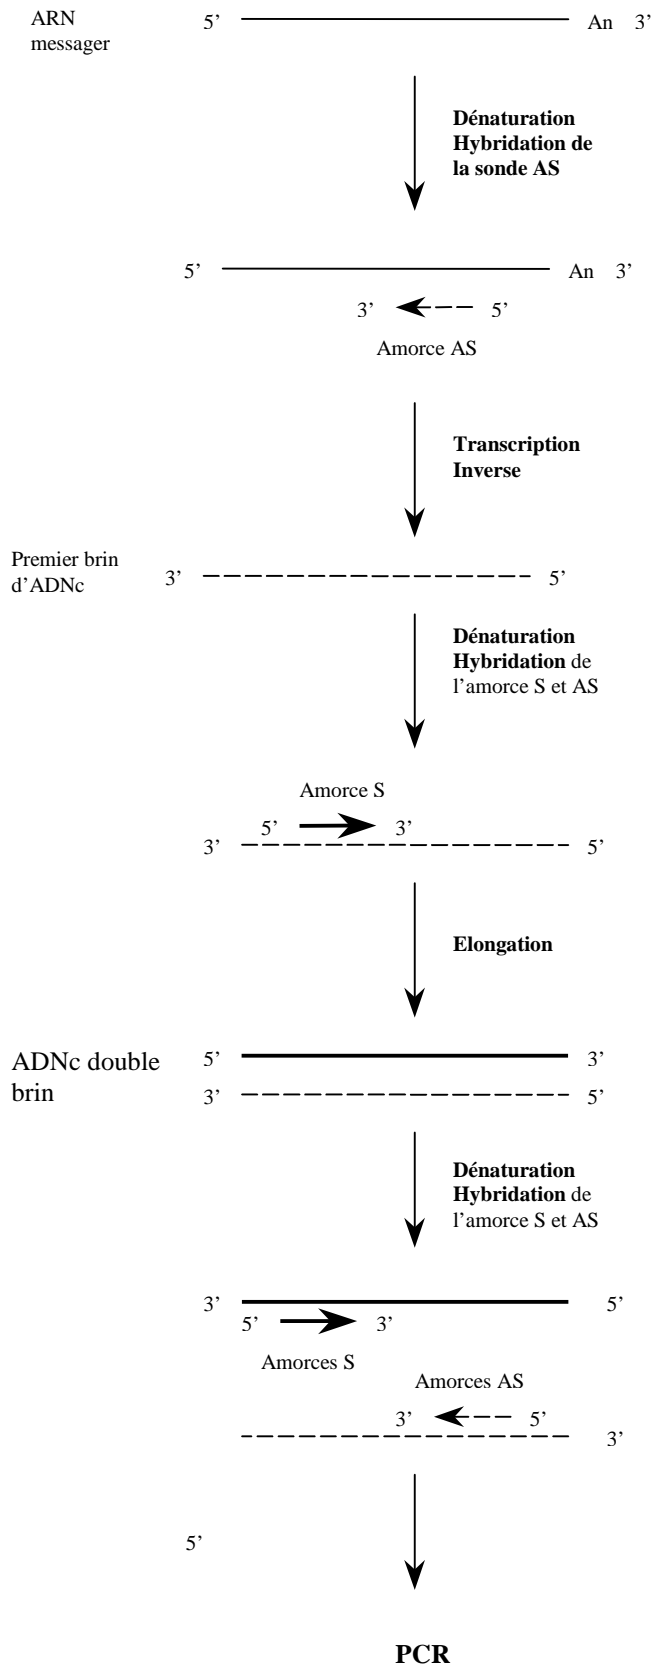 ARN
messager
5’ An 3’
Dénaturation
Hybridation de
la sonde AS
5’ An 3’
3’ 5’
Amorce AS
Transcription
Inverse
Premier brin
d’ADNc
3’ 5’
Dénaturation
Hybridation de
l’amorce S et AS
Amorce S
5’ 3’
3’ 5’
Elongation
ADNc double
brin
5’ 3’
3’ 5’
Dénaturation
Hybridation de
l’amorce S et AS
3’ 5’
5’ 3’
Amorces S
Amorces AS
3’ 5’
3’
5’
PCR